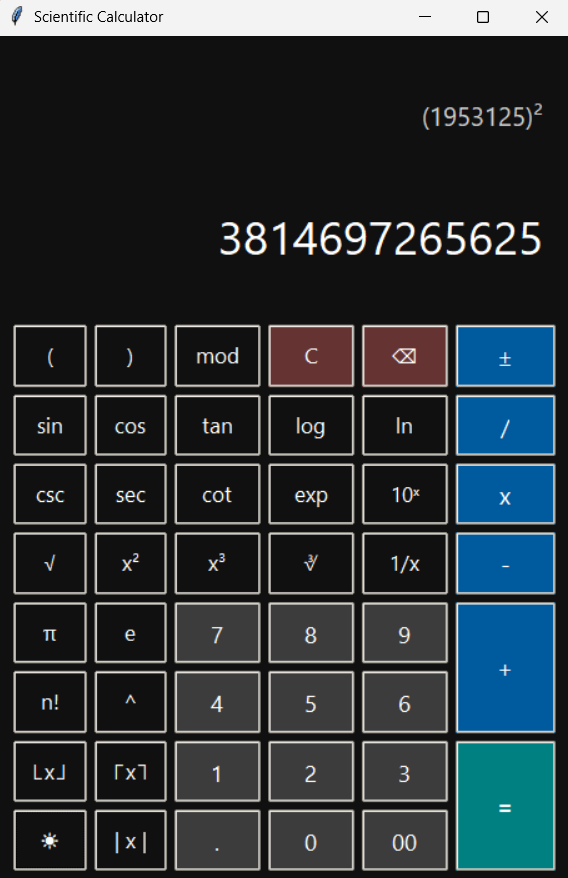 Scientific Calculator
(1953125)²
3814697265625
( ) mod C ⌫ ±
sin cos tan log ln /
csc sec cot exp 10ˣ x
√ x² x³ ∛ 1/x -
π e 7 8 9 +
n! ^ 4 5 6
⌊x⌋ ⌈x⌉ 1 2 3 =
☀ |x| . 0 00